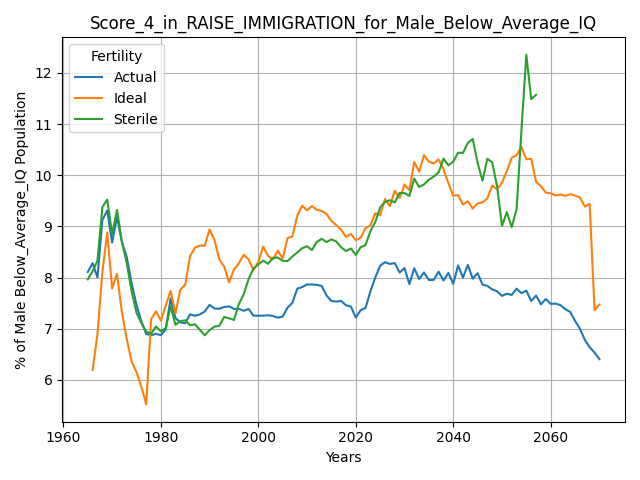 Score_4_in_RAISE_IMMIGRATION_for_Male_Below_Average_IQ
Fertility
Actual
Ideal
Sterile
% of Male Below_Average_IQ Population
12
11
10
9
8
7
6
1960
1980
2000
2020
2040
2060
Years